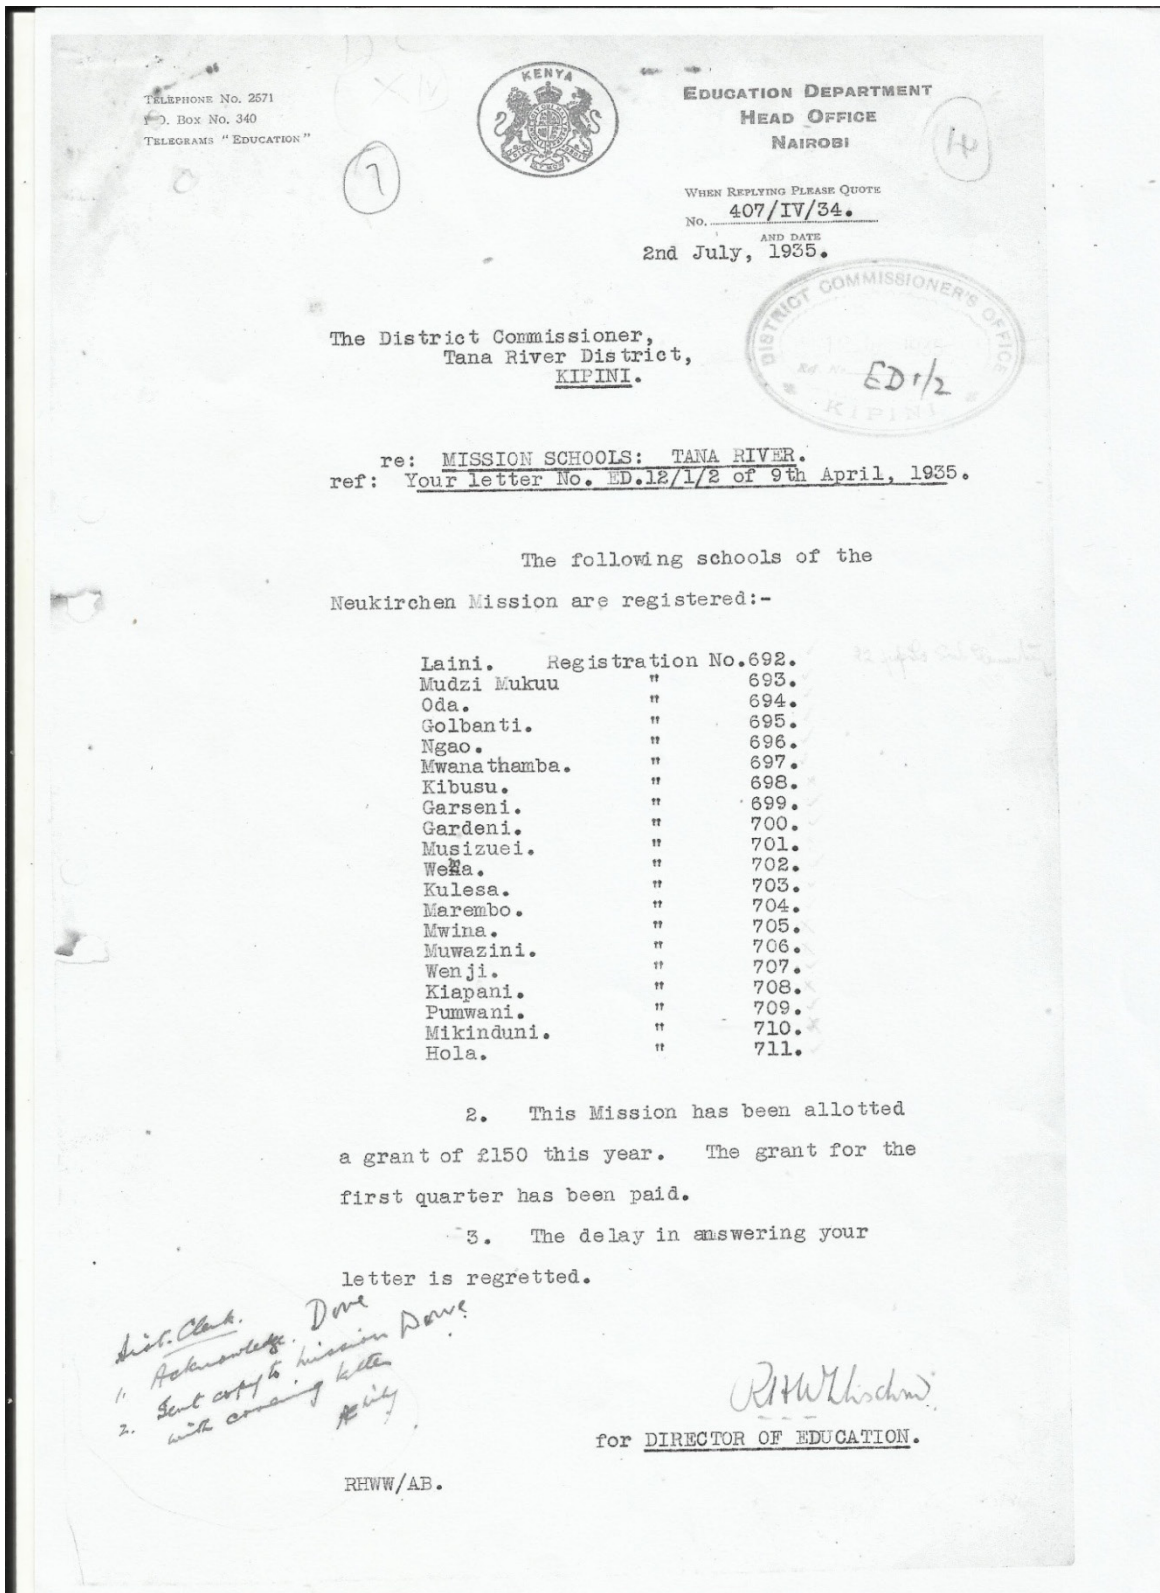 TELEPHONE No. 2571
P.O. Box No. 340
TELEGRAMS "EDUCATION"
KENYA
EDUCATION DEPARTMENT
HEAD OFFICE
NAIROBI
7
14
WHEN REPLYING PLEASE QUOTE
No. 407/IV/34.
AND DATE
2nd July, 1935.
DISTRICT COMMISSIONER'S OFFICE
KIPINI
ED 1/2
The District Commissioner,
Tana River District,
KIPINI.
re: MISSION SCHOOLS: TANA RIVER.
ref: Your letter No. ED.12/1/2 of 9th April, 1935.
The following schools of the
Neukirchen Mission are registered:-
Laini. Registration No.692.
Mudzi Mukuu " 693.
Oda. " 694.
Golbanti. " 695.
Ngao. " 696.
Mwanathamba. " 697.
Kibusu. " 698.
Garseni. " 699.
Gardeni. " 700.
Musizuei. " 701.
" 702.
Kulesa. " 703.
Marembo. " 704.
Mwina. " 705.
Muwazini. " 706.
Wenji. " 707.
Kiapani. " 708.
Pumwani. " 709.
Mikinduni. " 710.
Hola. " 711.
2. This Mission has been allotted
a grant of £150 this year. The grant for the
first quarter has been paid.
3. The delay in answering your
letter is regretted.
Dist. Clerk.
1. Acknowledge. Done
2. Sent copy to Mission Done
with covering letter
for DIRECTOR OF EDUCATION.
RHWW/AB.